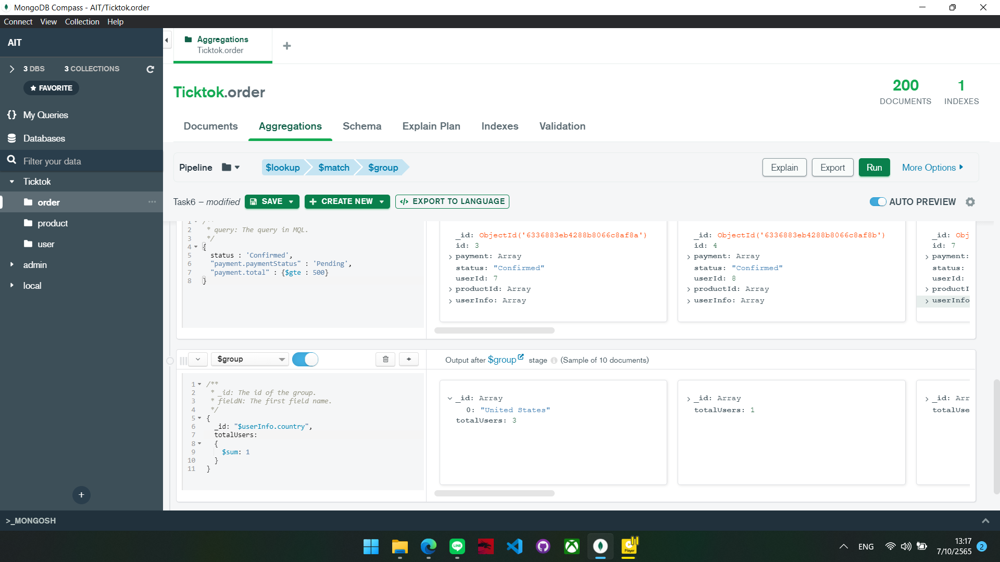 MongoDB Compass - AIT/Ticktok.order
Connect View Collection Help
AIT
3 DBS 3 COLLECTIONS
FAVORITE
My Queries
Databases
Filter your data
Ticktok
order
product
user
admin
local
Aggregations
Ticktok.order
Ticktok.order
200
DOCUMENTS
1
INDEXES
Documents Aggregations Schema Explain Plan Indexes Validation
Pipeline $lookup $match $group Explain Export Run More Options
Task6 – modified SAVE CREATE NEW EXPORT TO LANGUAGE AUTO PREVIEW
1 /**
2 * query: The query in MQL.
3 */
4 {
5 status : 'Confirmed',
6 "payment.paymentStatus" : 'Pending',
7 "payment.total" : {$gte : 500}
8 }
_id: ObjectId('6336883eb4288b8066c8af8a')
id: 3
payment: Array
status: "Confirmed"
userId: 7
productId: Array
userInfo: Array
_id: ObjectId('6336883eb4288b8066c8af8b')
id: 4
payment: Array
status: "Confirmed"
userId: 8
productId: Array
userInfo: Array
_id: Obj
id: 7
payment:
status:
userId:
productI
userInfo
$group
Output after $group stage (Sample of 10 documents)
1 /**
2 * _id: The id of the group.
3 * fieldN: The first field name.
4 */
5 {
6 _id: "$userInfo.country",
7 totalUsers:
8 {
9 $sum: 1
10 }
11 }
_id: Array
0: "United States"
totalUsers: 3
_id: Array
totalUsers: 1
_id: Arr
totalUse
>_MONGOSH
LINE
Player
ENG
13:17
7/10/2565
2